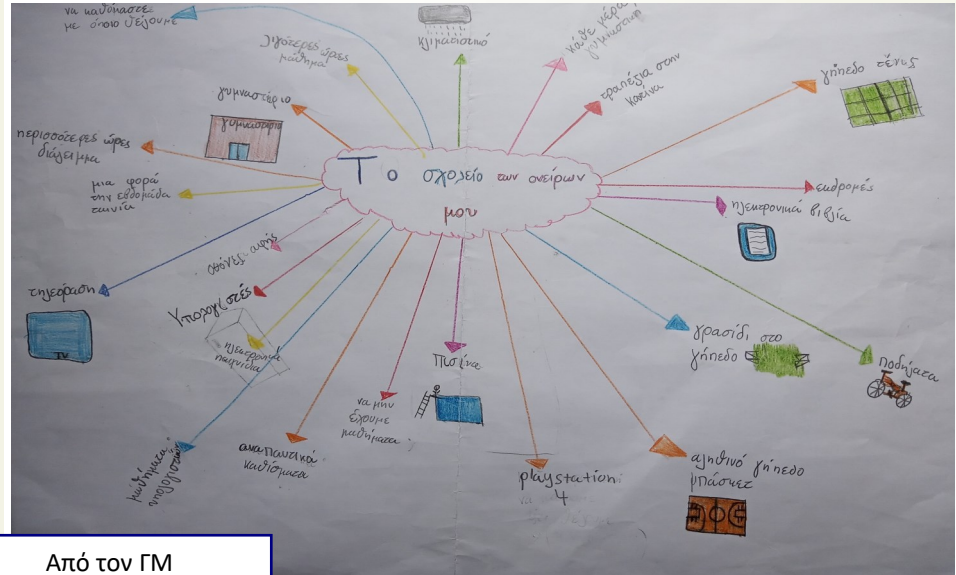 να καθόμαστε
με όποιο θέλουμε
λιγότερες ώρες
μάθημα
κλιματιστικό
κάθε μέρα
γυμναστική
τραπέζια στην
καντίνα
γήπεδο τένις
γυμναστήριο
γυμναστήριο
περισσότερες ώρες
διάλειμμα
μια φορά
την εβδομάδα
ταινία
Το σχολείο των ονείρων
μου
εκδρομές
ηλεκτρονικά βιβλία
οθόνες αφής
τηλεόραση
TV
Υπολογιστές
ηλεκτρονικά
παιχνίδια
πισίνα
γρασίδι στο
γήπεδο
ποδήλατα
να μην
έχουμε
μαθήματα
μαθήματα
υπολογιστών
αναπαυτικά
καθίσματα
playstation
4
αληθινό γήπεδο
μπάσκετ
Από τον ΓΜ